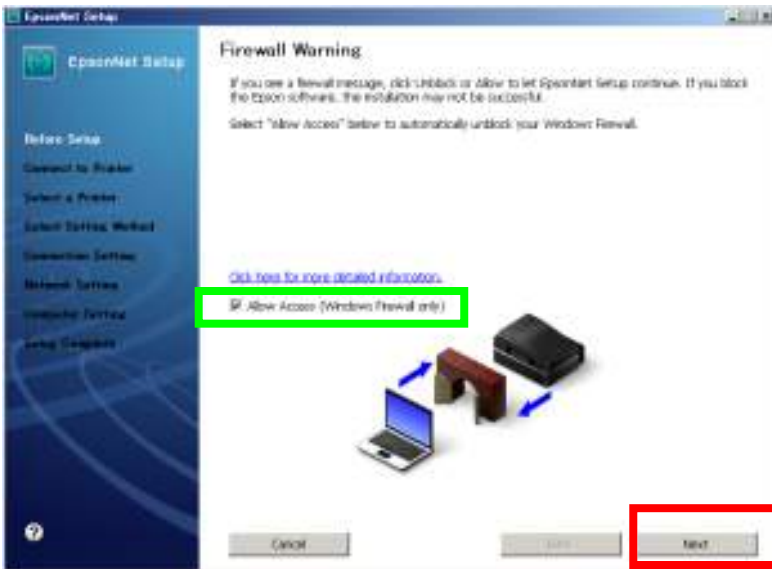 EpsonNet Setup
EpsonNet Setup
Before Setup
Connect to Printer
Select a Printer
Select Setting Method
Connection Setting
Network Setting
Computer Setting
Setup Complete
Firewall Warning
If you see a firewall message, click Unblock or Allow to let EpsonNet Setup continue. If you block
the Epson software, the installation may not be successful.
Select "Allow Access" below to automatically unblock your Windows Firewall.
Click here for more detailed information.
Allow Access (Windows Firewall only)
Cancel
Next